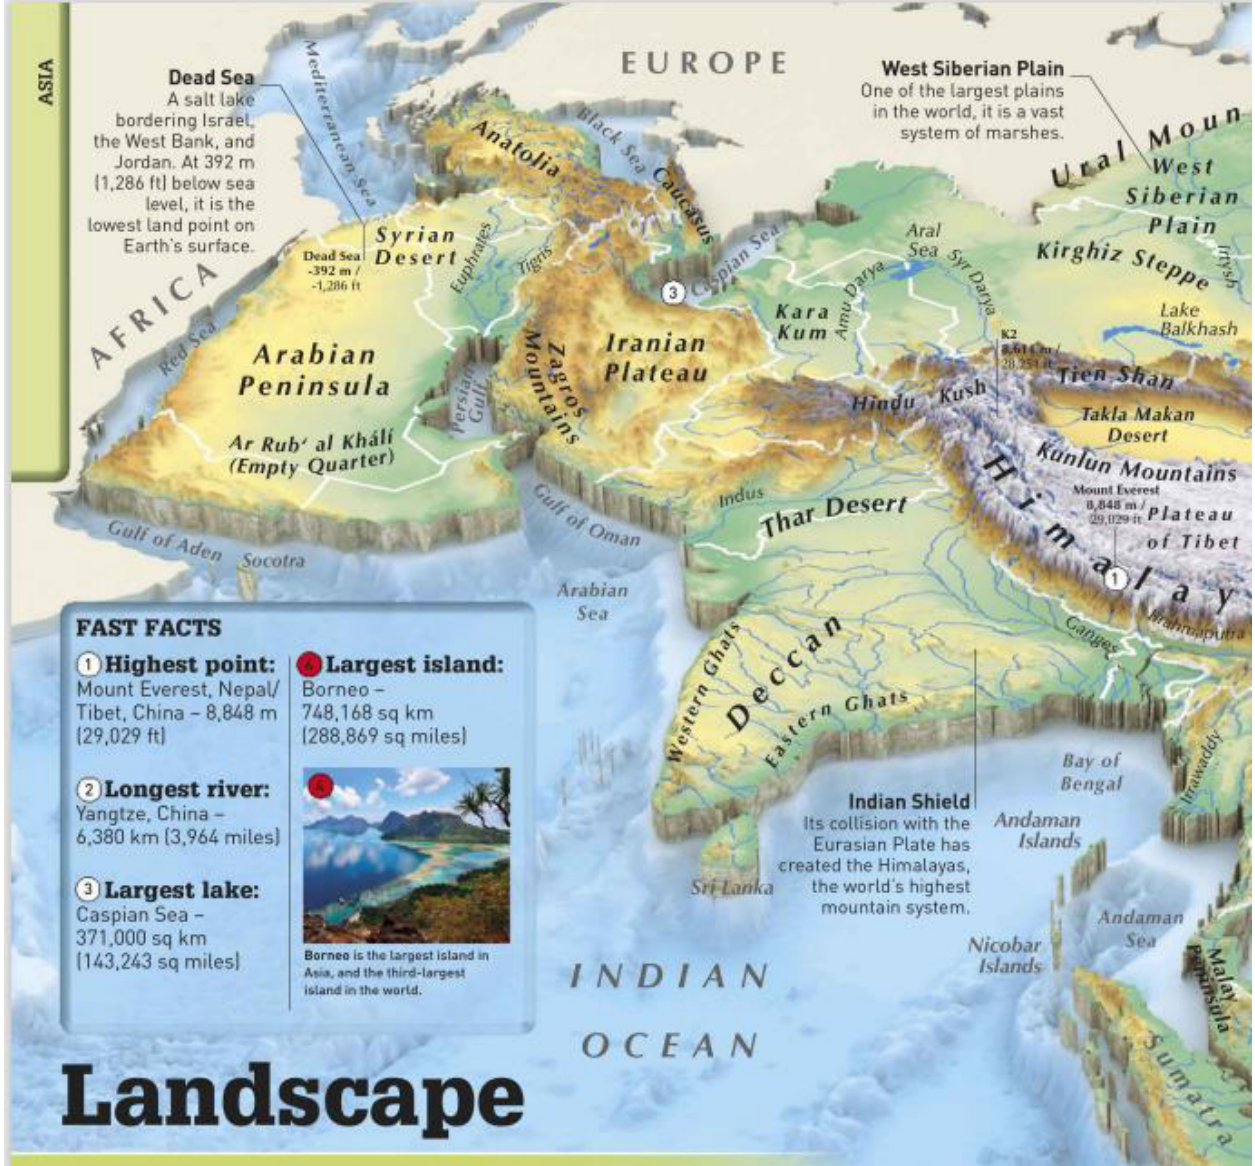 ASIA
Mediterranean Sea
EUROPE
Dead Sea
A salt lake
bordering Israel,
the West Bank, and
Jordan. At 392 m
(1,286 ft) below sea
level, it is the
lowest land point on
Earth's surface.
West Siberian Plain
One of the largest plains
in the world, it is a vast
system of marshes.
Black Sea
Anatolia
Caucasus
Ural Moun
West
Siberian
Plain
Syrian
Desert
Euphrates
Tigris
Caspian Sea
Aral
Sea
Syr Darya
Amu Darya
Kirghiz Steppe
Irtysh
Dead Sea
-392 m /
-1,286 ft
AFRICA
Red Sea
3
Kara
Kum
Lake
Balkhash
K2
8,611 m /
28,251 ft
Arabian
Peninsula
Persian
Gulf
Zagros
Mountains
Iranian
Plateau
Hindu Kush
Tien Shan
Takla Makan
Desert
Ar Rub' al Khálí
(Empty Quarter)
Kunlun Mountains
Himalay
Mount Everest
8,848 m /
29,029 ft
Plateau
of Tibet
1
Indus
Thar Desert
Gulf of Oman
Gulf of Aden
Socotra
Arabian
Sea
Brahmaputra
Ganges
Western Ghats
Deccan
Eastern Ghats
Bay of
Bengal
Irrawaddy
Indian Shield
Its collision with the
Eurasian Plate has
created the Himalayas,
the world's highest
mountain system.
Andaman
Islands
Sri Lanka
Andaman
Sea
Nicobar
Islands
Malay
Peninsula
Sumatra
INDIAN
OCEAN
FAST FACTS
1 Highest point:
Mount Everest, Nepal/
Tibet, China – 8,848 m
(29,029 ft)
2 Longest river:
Yangtze, China –
6,380 km (3,964 miles)
3 Largest lake:
Caspian Sea –
371,000 sq km
(143,243 sq miles)
Largest island:
Borneo –
748,168 sq km
(288,869 sq miles)
Borneo is the largest island in
Asia, and the third-largest
island in the world.
Landscape